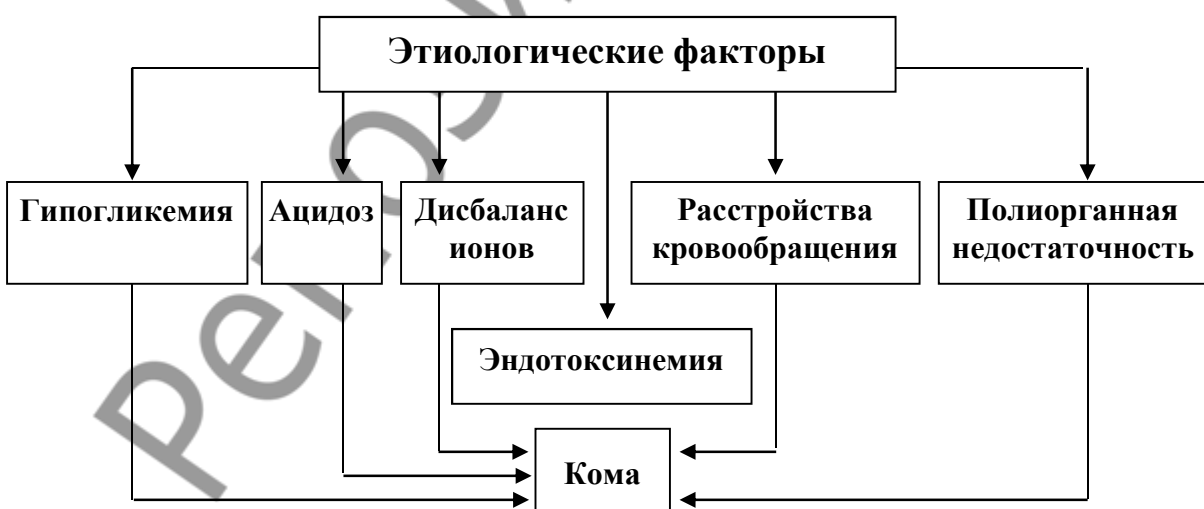 Этиологические факторы
Гипогликемия
Ацидоз
Дисбаланс
ионов
Расстройства
кровообращения
Полиорганная
недостаточность
Эндотоксинемия
Кома